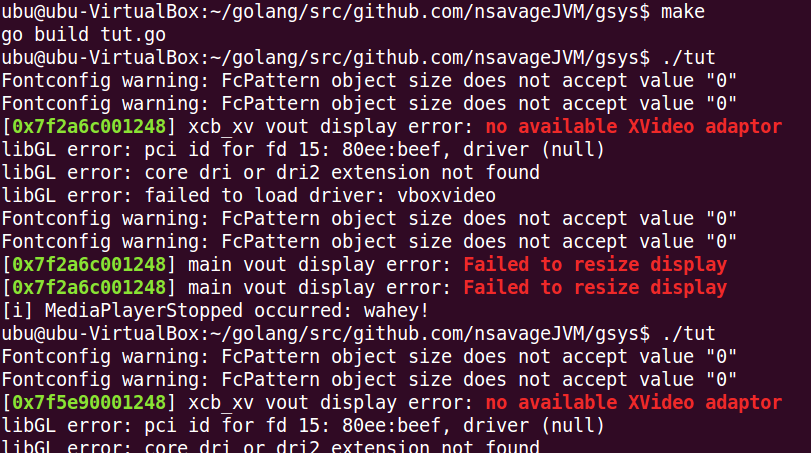 ubu@ubu-VirtualBox:~/golang/src/github.com/nsavageJVM/gsys$ make
go build tut.go
ubu@ubu-VirtualBox:~/golang/src/github.com/nsavageJVM/gsys$ ./tut
Fontconfig warning: FcPattern object size does not accept value "0"
Fontconfig warning: FcPattern object size does not accept value "0"
[0x7f2a6c001248] xcb_xv vout display error: no available XVideo adaptor
libGL error: pci id for fd 15: 80ee:beef, driver (null)
libGL error: core dri or dri2 extension not found
libGL error: failed to load driver: vboxvideo
Fontconfig warning: FcPattern object size does not accept value "0"
Fontconfig warning: FcPattern object size does not accept value "0"
[0x7f2a6c001248] main vout display error: Failed to resize display
[0x7f2a6c001248] main vout display error: Failed to resize display
[i] MediaPlayerStopped occurred: wahey!
ubu@ubu-VirtualBox:~/golang/src/github.com/nsavageJVM/gsys$ ./tut
Fontconfig warning: FcPattern object size does not accept value "0"
Fontconfig warning: FcPattern object size does not accept value "0"
[0x7f5e90001248] xcb_xv vout display error: no available XVideo adaptor
libGL error: pci id for fd 15: 80ee:beef, driver (null)
libGL error: core dri or dri2 extension not found